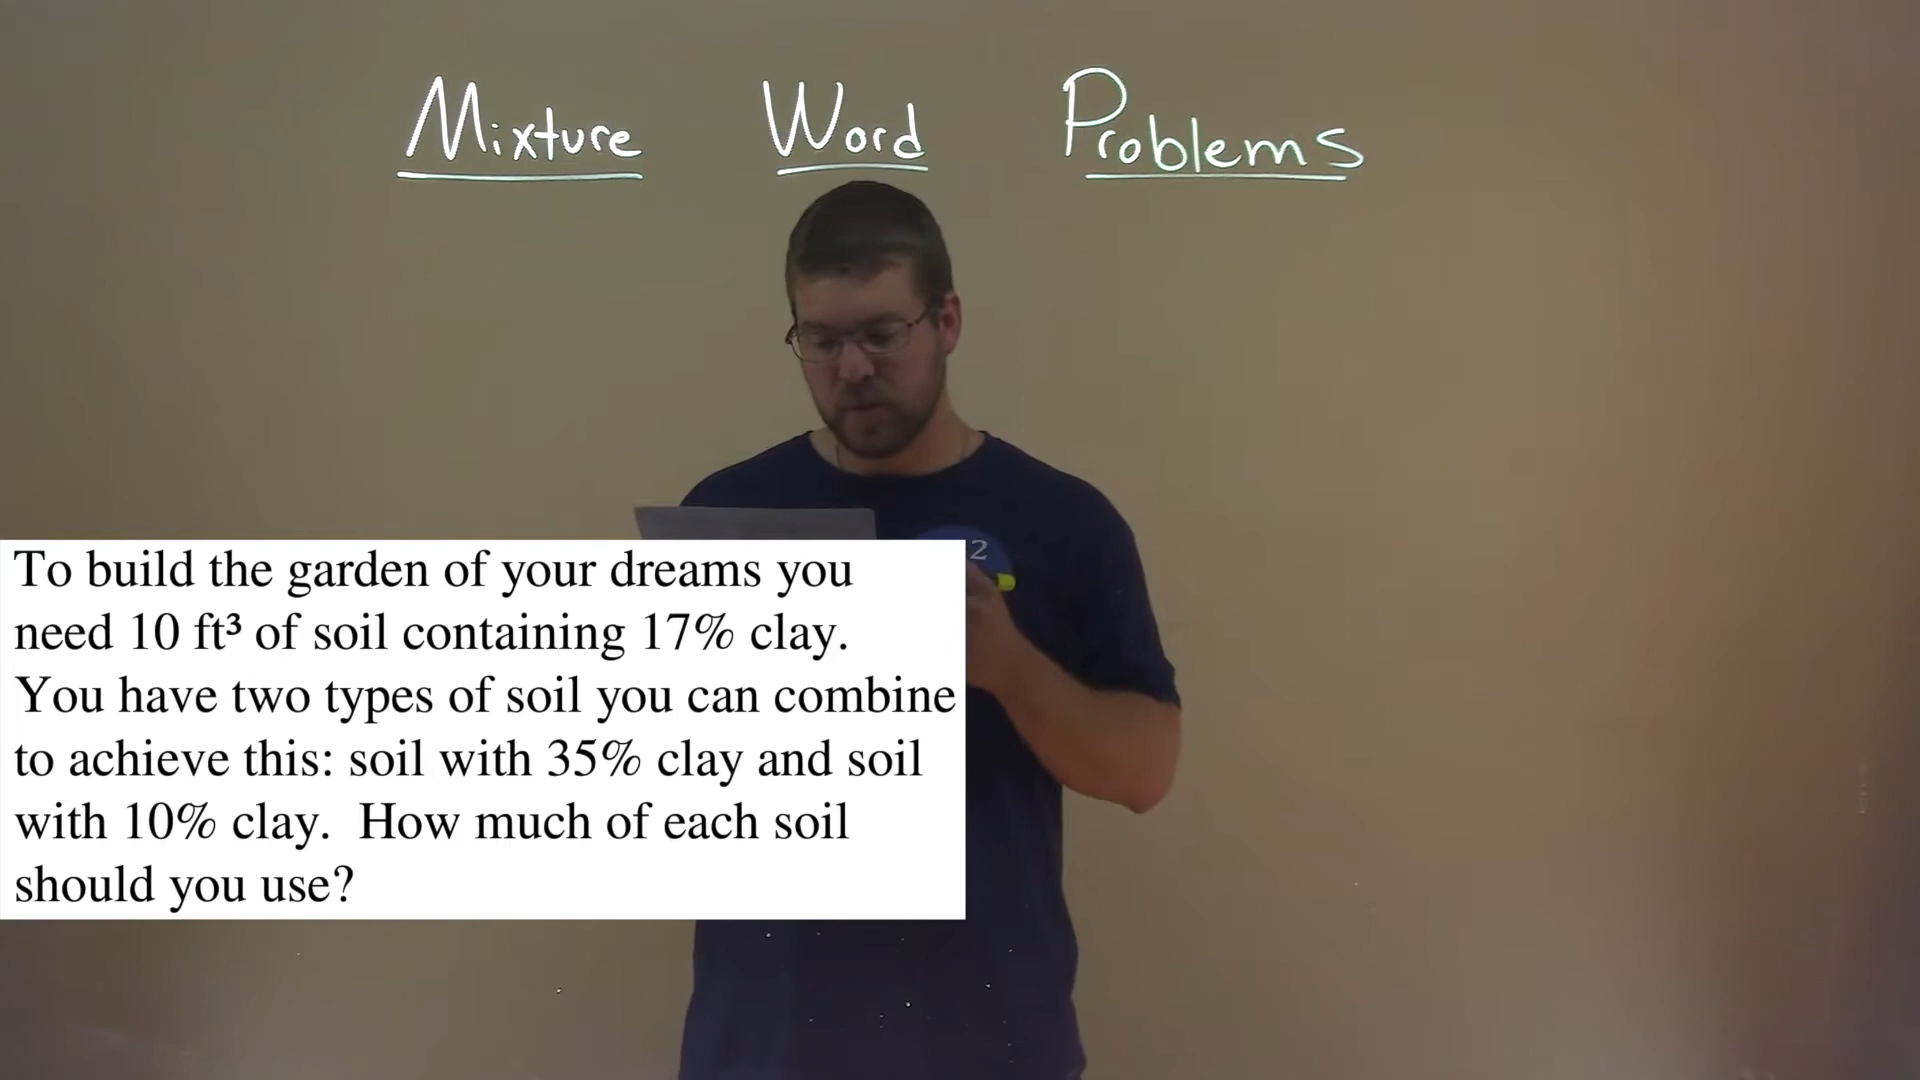 Mixture Word Problems
2
To build the garden of your dreams you
need 10 ft³ of soil containing 17% clay.
You have two types of soil you can combine
to achieve this: soil with 35% clay and soil
with 10% clay.  How much of each soil
should you use?